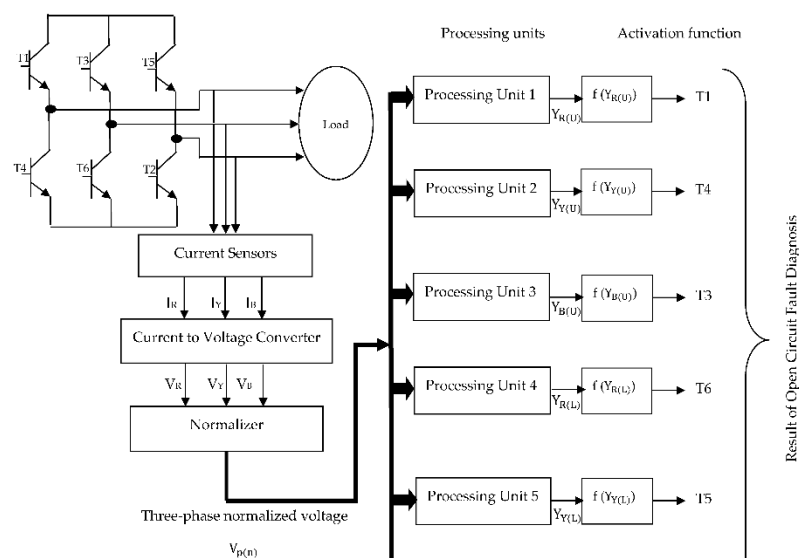 Processing units
Activation function
T1
T3
T5
T4
T6
T2
Load
Current Sensors
I_R
I_Y
I_B
Current to Voltage Converter
V_R
V_Y
V_B
Normalizer
Three-phase normalized voltage
V_p(n)
Processing Unit 1
Y_R(U)
f (Y_R(U))
T1
Processing Unit 2
Y_Y(U)
f (Y_Y(U))
T4
Processing Unit 3
Y_B(U)
f (Y_B(U))
T3
Processing Unit 4
Y_R(L)
f (Y_R(L))
T6
Processing Unit 5
Y_Y(L)
f (Y_Y(L))
T5
Result of Open Circuit Fault Diagnosis